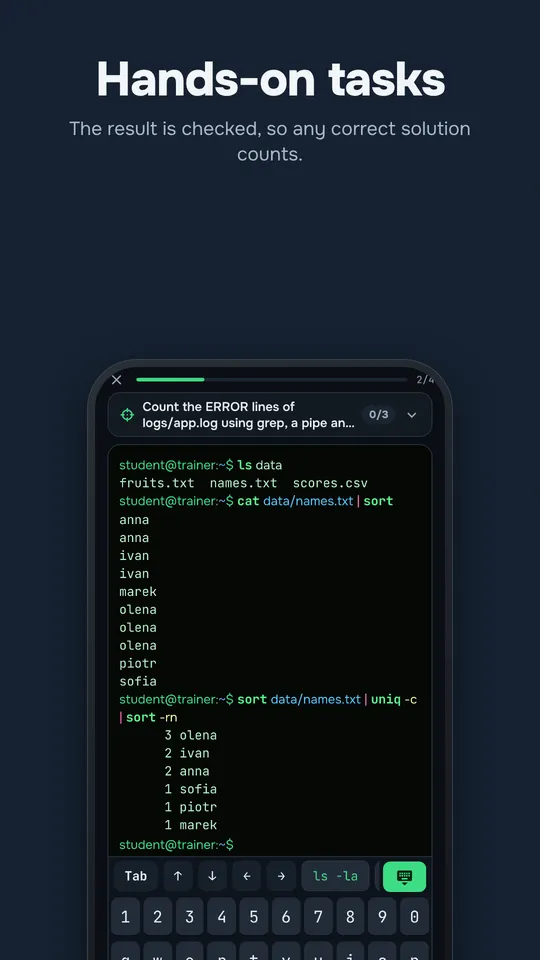 Hands-on tasks
The result is checked, so any correct solution
counts.
2/4
Count the ERROR lines of
logs/app.log using grep, a pipe an...
0/3
student@trainer:~$ ls data
fruits.txt  names.txt  scores.csv
student@trainer:~$ cat data/names.txt | sort
anna
anna
ivan
ivan
marek
olena
olena
olena
piotr
sofia
student@trainer:~$ sort data/names.txt | uniq -c
| sort -rn
3 olena
2 ivan
2 anna
1 sofia
1 piotr
1 marek
student@trainer:~$
Tab ↑ ↓ ← → ls -la
1 2 3 4 5 6 7 8 9 0